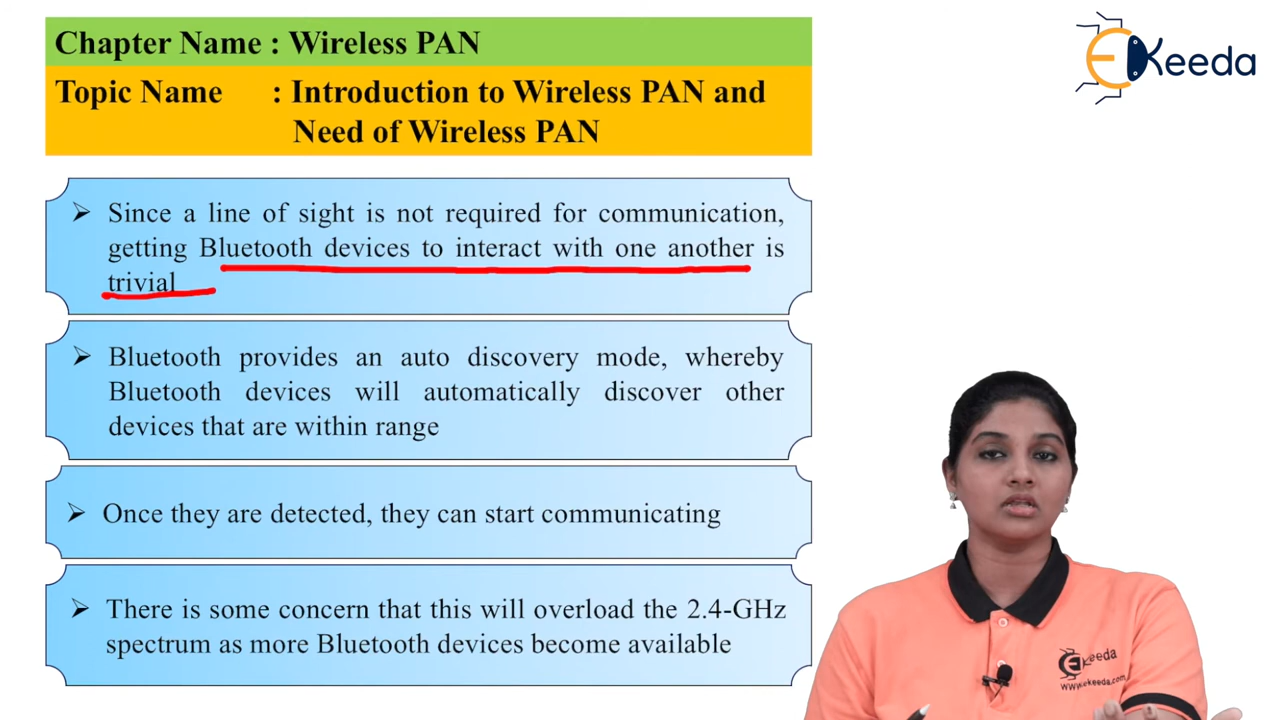 Chapter Name : Wireless PAN
Topic Name : Introduction to Wireless PAN and
Need of Wireless PAN
Keeda
➢ Since a line of sight is not required for communication,
getting Bluetooth devices to interact with one another is
trivial
➢ Bluetooth provides an auto discovery mode, whereby
Bluetooth devices will automatically discover other
devices that are within range
➢ Once they are detected, they can start communicating
➢ There is some concern that this will overload the 2.4-GHz
spectrum as more Bluetooth devices become available
eKeeda
www.ekeeda.com